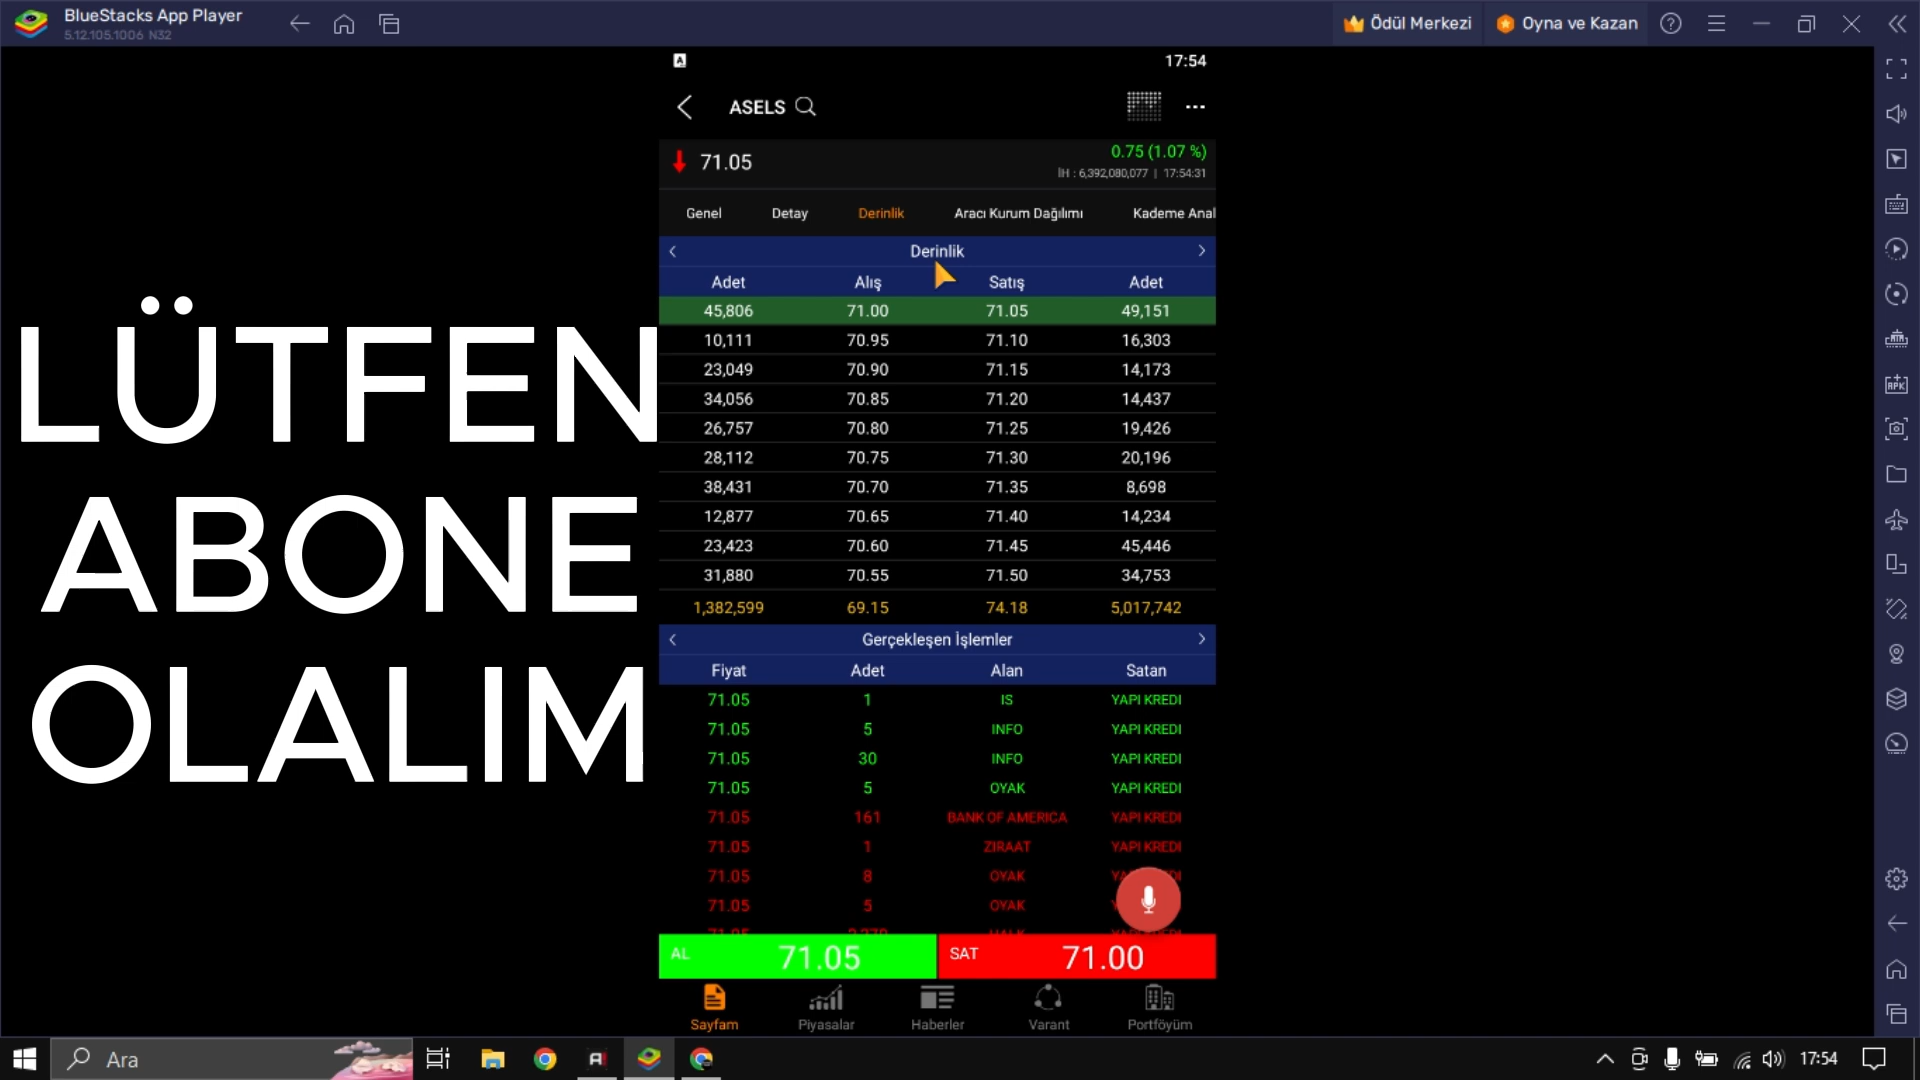 BlueStacks App Player
5.12.105.1006 N32
Ödül Merkezi
Oyna ve Kazan
17:54
ASELS
71.05
0.75 (1.07 %)
İH : 6,392,080,077 | 17:54:31
Genel Detay Derinlik Aracı Kurum Dağılımı Kademe Anal
Derinlik
Adet Alış Satış Adet
45,806 71.00 71.05 49,151
10,111 70.95 71.10 16,303
23,049 70.90 71.15 14,173
34,056 70.85 71.20 14,437
26,757 70.80 71.25 19,426
28,112 70.75 71.30 20,196
38,431 70.70 71.35 8,698
12,877 70.65 71.40 14,234
23,423 70.60 71.45 45,446
31,880 70.55 71.50 34,753
1,382,599 69.15 74.18 5,017,742
Gerçekleşen İşlemler
Fiyat Adet Alan Satan
71.05 1 IS YAPI KREDI
71.05 5 INFO YAPI KREDI
71.05 30 INFO YAPI KREDI
71.05 5 OYAK YAPI KREDI
71.05 161 BANK OF AMERICA YAPI KREDI
71.05 1 ZIRAAT YAPI KREDI
71.05 8 OYAK
71.05 5 OYAK
AL 71.05 SAT 71.00
Sayfam Piyasalar Haberler Varant Portföyüm
LÜTFEN
ABONE
OLALIM
Ara
17:54